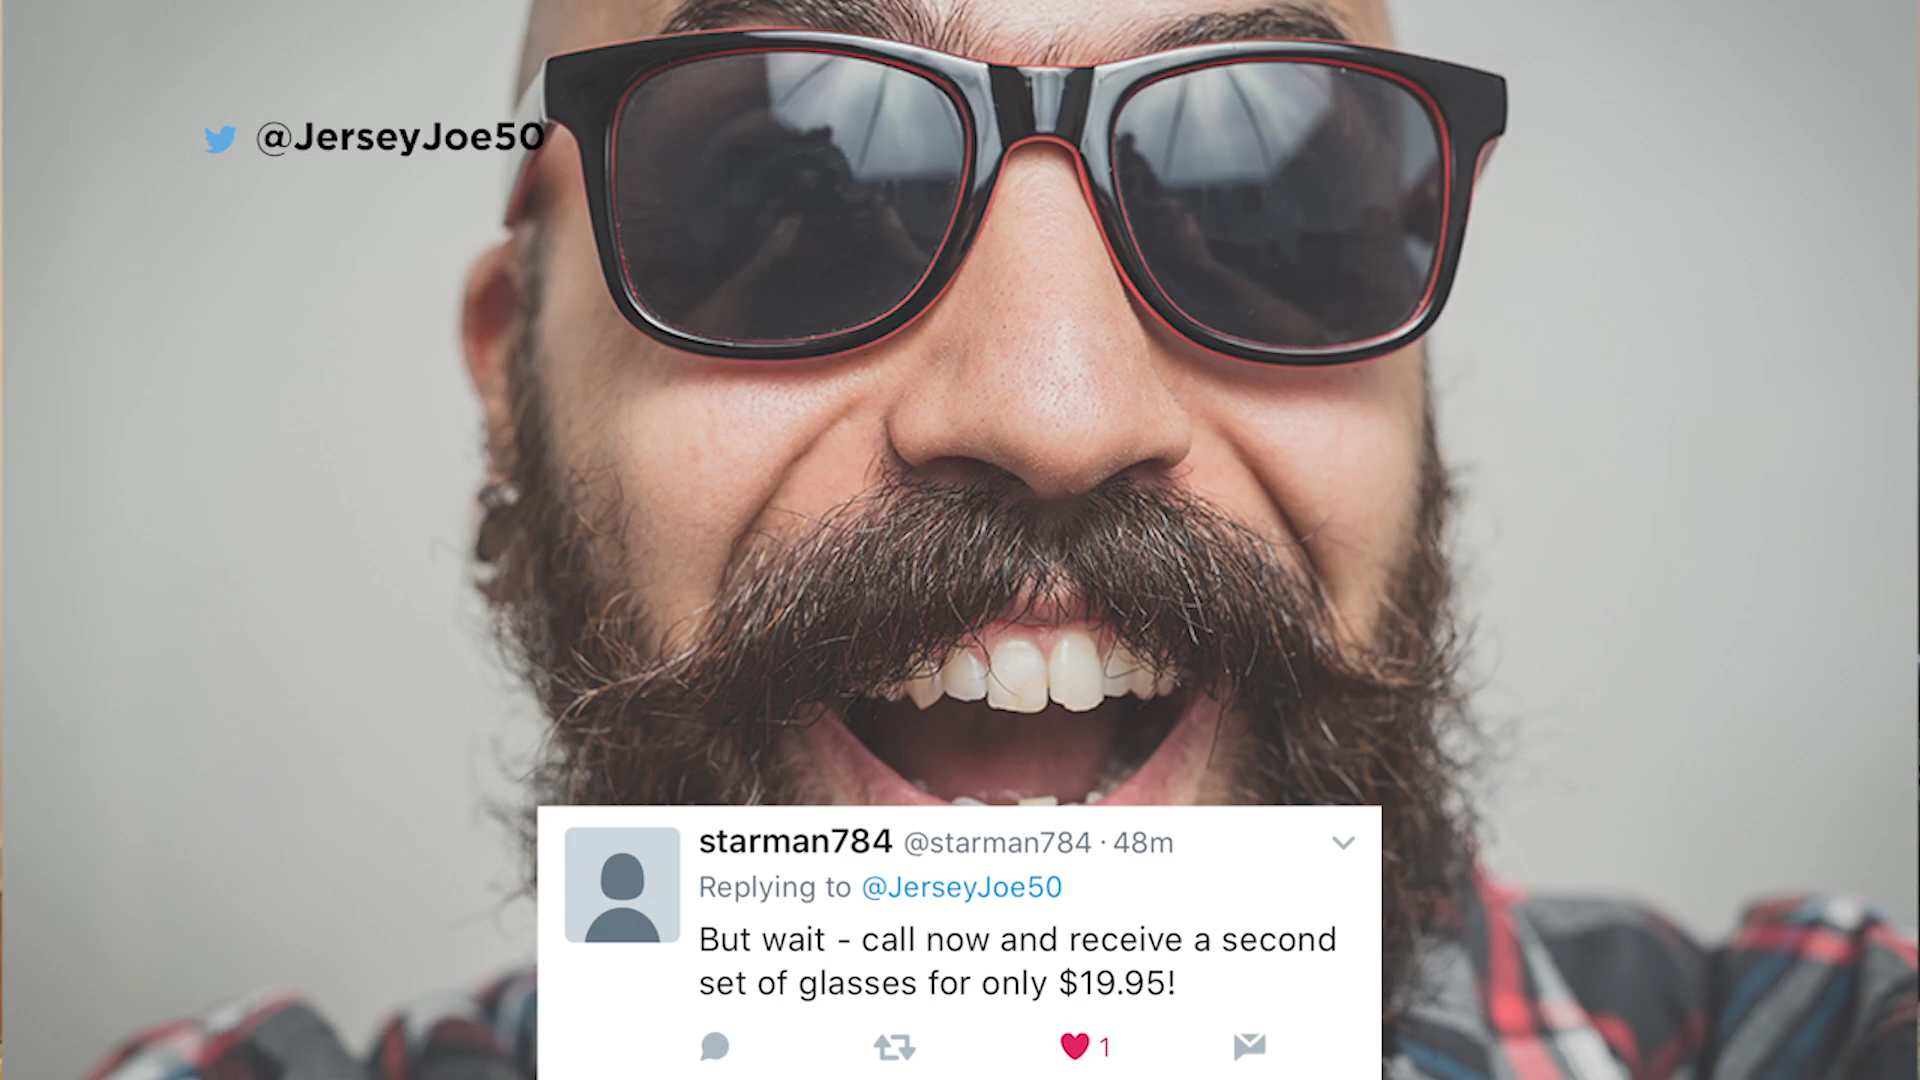 @JerseyJoe50
starman784 @starman784 · 48m
Replying to @JerseyJoe50
But wait - call now and receive a second
set of glasses for only $19.95!
1